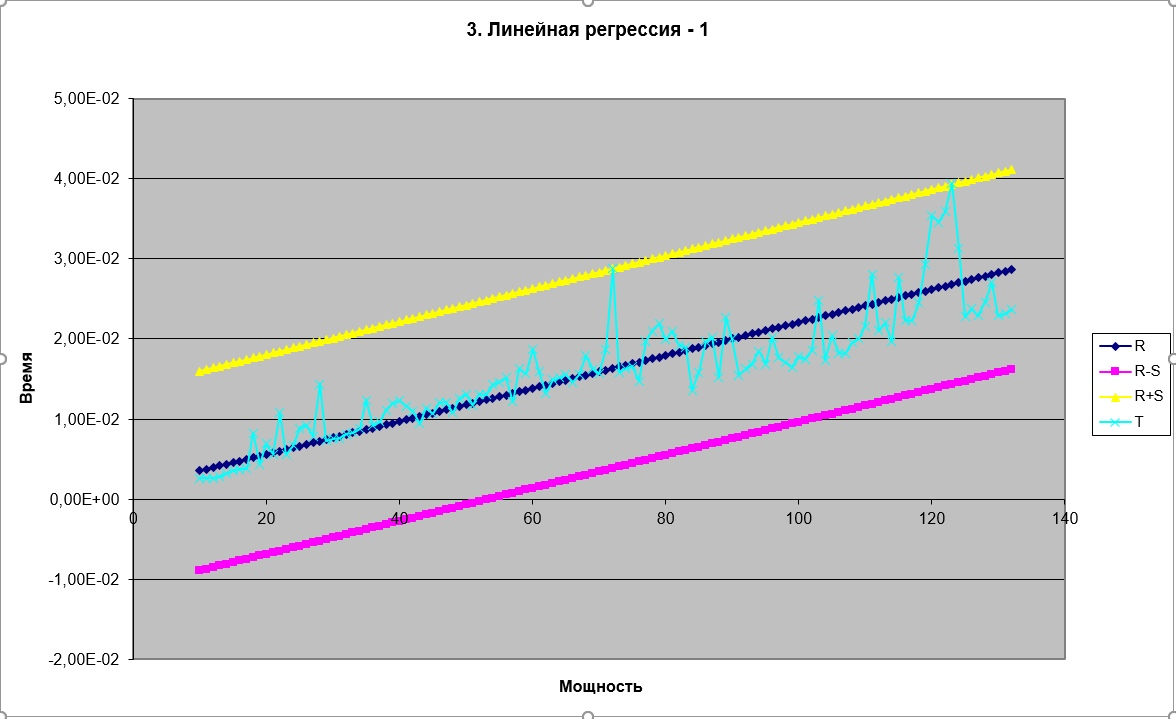 3. Линейная регрессия - 1
5,00E-02
4,00E-02
3,00E-02
2,00E-02
1,00E-02
0,00E+00
-1,00E-02
-2,00E-02
0 20 40 60 80 100 120 140
Время
Мощность
R
R-S
R+S
T